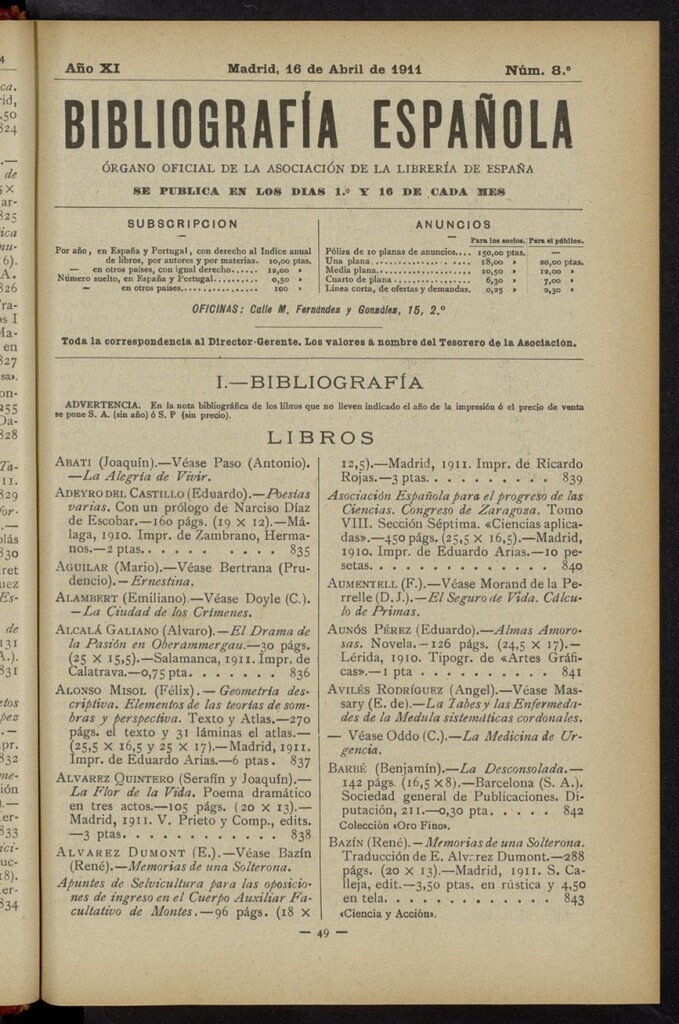 Año XI Madrid, 16 de Abril de 1911 Núm. 8.º
BIBLIOGRAFÍA ESPAÑOLA
ÓRGANO OFICIAL DE LA ASOCIACIÓN DE LA LIBRERÍA DE ESPAÑA
SE PUBLICA EN LOS DIAS 1.º Y 16 DE CADA MES
SUBSCRIPCION
Por año, en España y Portugal, con derecho al Indice anual
de libros, por autores y por materias. 10,00 ptas.
— en otros países, con igual derecho...... 12,00 »
Número suelto, en España y Portugal......... 0,50 »
— en otros países................ 100 »
ANUNCIOS
Para los socios. Para el público.
Póliza de 10 planas de anuncios.... 150,00 ptas. —
Una plana........................ 18,00 » 20,00 ptas.
Media plana...................... 10,50 » 12,00 »
Cuarto de plana.................. 6,30 » 7,00 »
Línea corta, de ofertas y demandas. 0,25 » 0,30 »
OFICINAS: Calle M. Fernández y González, 15, 2.º
Toda la correspondencia al Director-Gerente. Los valores á nombre del Tesorero de la Asociación.
I.—BIBLIOGRAFÍA
ADVERTENCIA. En la nota bibliográfica de los libros que no lleven indicado el año de la impresión ó el precio de venta
se pone S. A. (sin año) ó S. P (sin precio).
LIBROS
ABATI (Joaquín).—Véase Paso (Antonio).
—La Alegría de Vivir.
ADEYRO DEL CASTILLO (Eduardo).—Poesías
varias. Con un prólogo de Narciso Díaz
de Escobar.—160 págs. (19 × 12).—Má-
laga, 1910. Impr. de Zambrano, Herma-
nos.—2 ptas. . . . . . . . . . 835
AGUILAR (Mario).—Véase Bertrana (Pru-
dencio).—Ernestina.
ALAMBERT (Emiliano).—Véase Doyle (C.).
—La Ciudad de los Crímenes.
ALCALÁ GALIANO (Alvaro).—El Drama de
la Pasión en Oberammergau.—30 págs.
(25 × 15,5).—Salamanca, 1911. Impr. de
Calatrava.—0,75 pta. . . . . . . 836
ALONSO MISOL (Félix).—Geometria des-
criptiva. Elementos de las teorías de som-
bras y perspectiva. Texto y Atlas.—270
págs. el texto y 31 láminas el atlas.—
(25,5 × 16,5 y 25 × 17).—Madrid, 1911.
Impr. de Eduardo Arias.—6 ptas. 837
ALVAREZ QUINTERO (Serafin y Joaquín).—
La Flor de la Vida. Poema dramático
en tres actos.—105 págs. (20 × 13).—
Madrid, 1911. V. Prieto y Comp., edits.
—3 ptas. . . . . . . . . . . . 838
ALVAREZ DUMONT (E.).—Véase Bazín
(René).—Memorias de una Solterona.
Apuntes de Selvicultura para las oposicio-
nes de ingreso en el Cuerpo Auxiliar Fa-
cultativo de Montes.—96 págs. (18 ×
12,5).—Madrid, 1911. Impr. de Ricardo
Rojas.—3 ptas. . . . . . . . . . 839
Asociación Española para el progreso de las
Ciencias. Congreso de Zaragoza. Tomo
VIII. Sección Séptima. «Ciencias aplica-
das».—450 págs. (25,5 × 16,5).—Madrid,
1910. Impr. de Eduardo Arias.—10 pe-
setas. . . . . . . . . . . . . . 840
AUMENTELL (F.).—Véase Morand de la Pe-
rrelle (D. J.).—El Seguro de Vida. Cálcu-
lo de Primas.
AUNÓS PÉREZ (Eduardo).—Almas Amoro-
sas. Novela.—126 págs. (24,5 × 17).—
Lérida, 1910. Tipogr. de «Artes Gráfi-
cas».—1 pta . . . . . . . . . . 841
AVILÉS RODRÍGUEZ (Angel).—Véase Mas-
sary (E. de).—La Tabes y las Enfermeda-
des de la Medula sistemáticas cordonales.
— Véase Oddo (C.).—La Medicina de Ur-
gencia.
BARBÉ (Benjamin).—La Desconsolada.—
142 págs. (16,5 × 8).—Barcelona (S. A.).
Sociedad general de Publicaciones. Di-
putación, 211.—0,30 pta. . . . . . 842
Colección «Oro Fino».
BAZÍN (René).—Memorias de una Solterona.
Traducción de E. Alvarez Dumont.—288
págs. (20 × 13).—Madrid, 1911. S. Ca-
lleja, edit.—3,50 ptas. en rústica y 4,50
en tela. . . . . . . . . . . . . 843
«Ciencia y Acción».
— 49 —